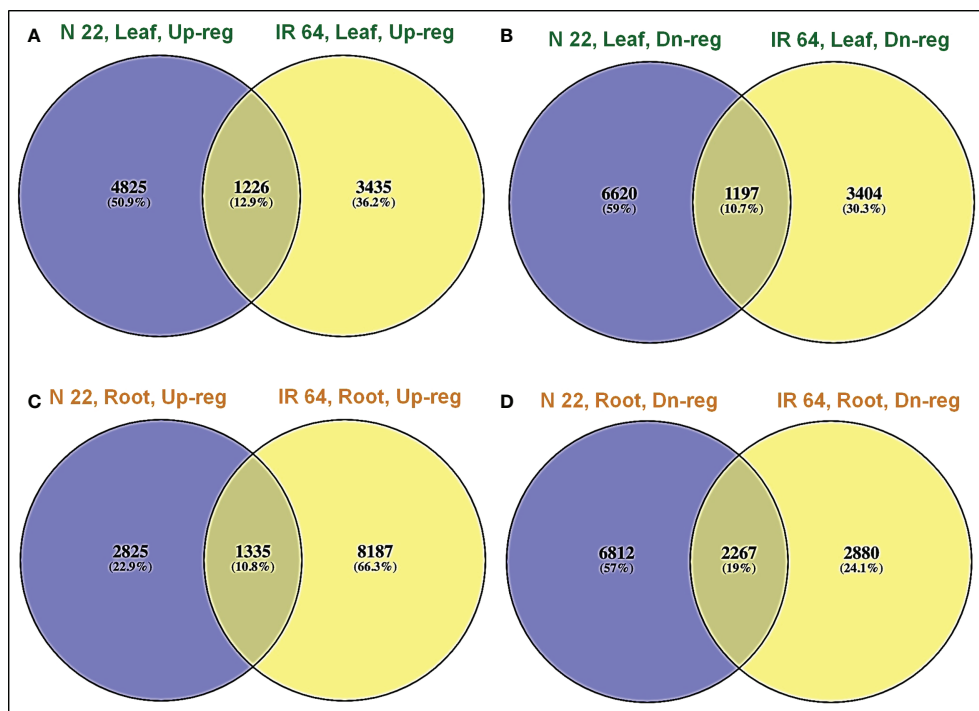 A N 22, Leaf, Up-reg IR 64, Leaf, Up-reg
4825 1226 3435
(50.9%) (12.9%) (36.2%)
B N 22, Leaf, Dn-reg IR 64, Leaf, Dn-reg
6620 1197 3404
(59%) (10.7%) (30.3%)
C N 22, Root, Up-reg IR 64, Root, Up-reg
2825 1335 8187
(22.9%) (10.8%) (66.3%)
D N 22, Root, Dn-reg IR 64, Root, Dn-reg
6812 2267 2880
(57%) (19%) (24.1%)